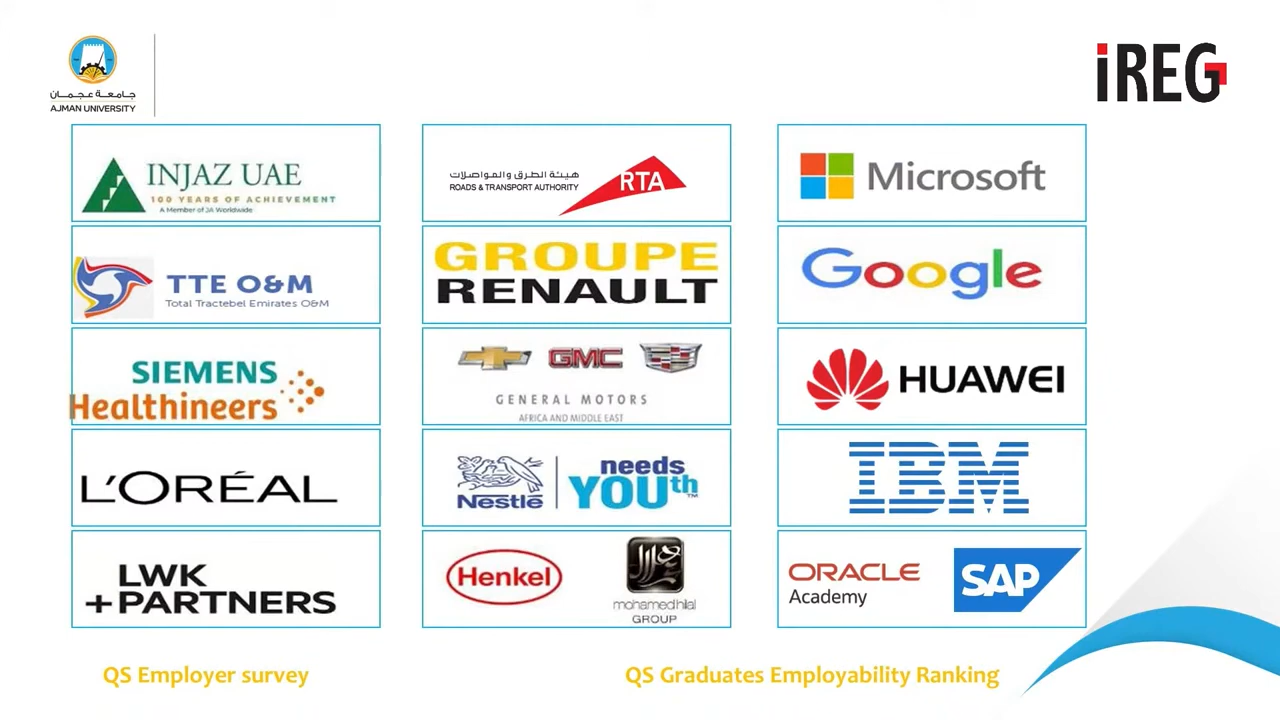 جامعة عجمان
AJMAN UNIVERSITY
iREG
INJAZ UAE
100 YEARS OF ACHIEVEMENT
A Member of JA Worldwide
هيئة الطرق والمواصلات
ROADS & TRANSPORT AUTHORITY
RTA
Microsoft
TTE O&M
Total Tractebel Emirates O&M
GROUPE
RENAULT
Google
SIEMENS
Healthineers
GMC
GENERAL MOTORS
AFRICA AND MIDDLE EAST
HUAWEI
L'ORÉAL
Nestlé
needs
YOUth™
IBM
LWK
+PARTNERS
Henkel
mohamed hilal
GROUP
ORACLE
Academy
SAP
QS Employer survey
QS Graduates Employability Ranking